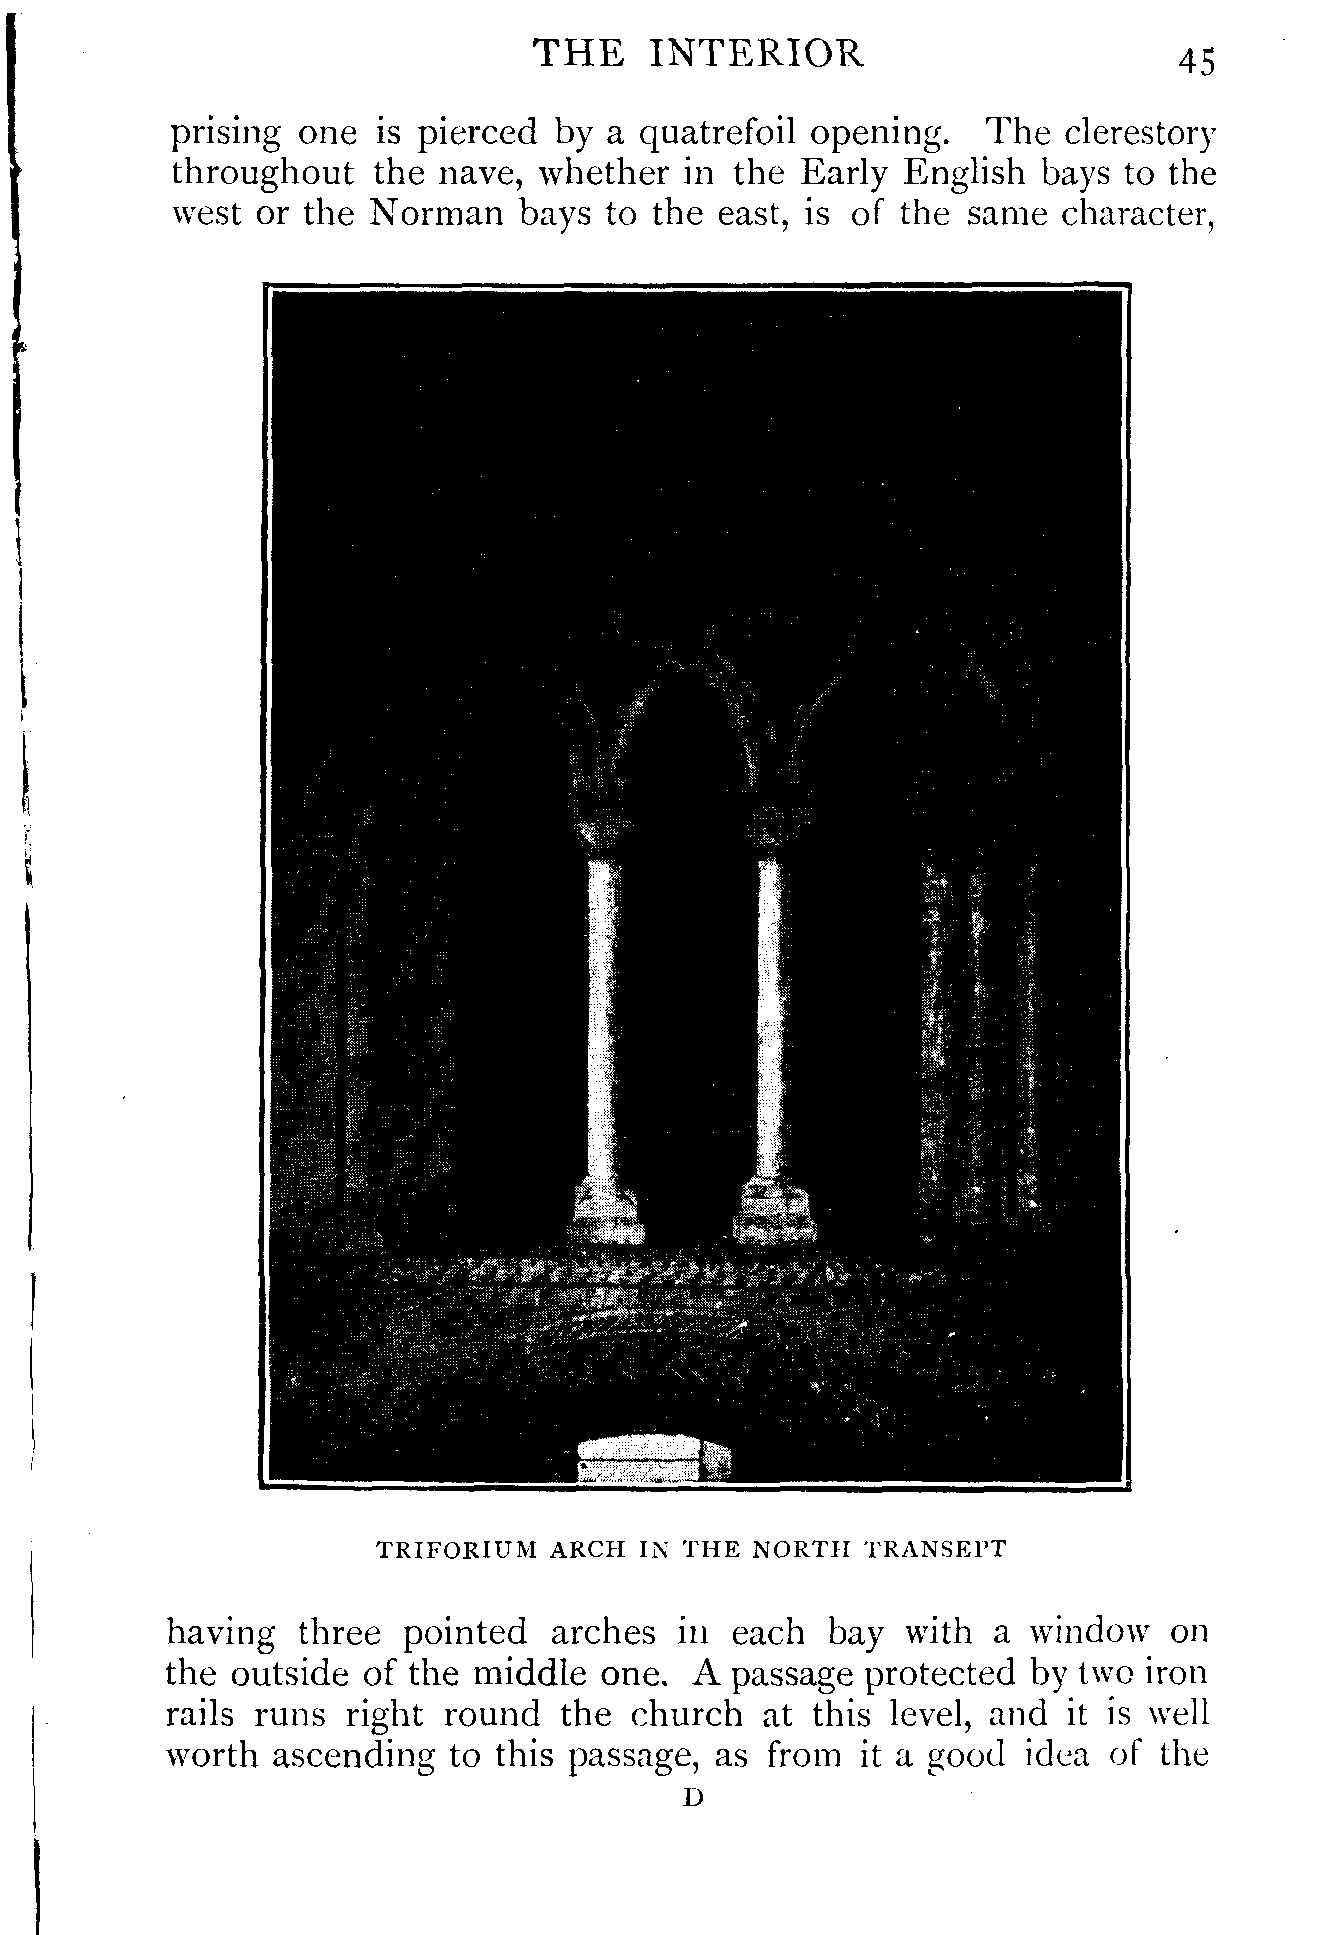 THE INTERIOR 45
prising one is pierced by a quatrefoil opening. The clerestory
throughout the nave, whether in the Early English bays to the
west or the Norman bays to the east, is of the same character,
TRIFORIUM ARCH IN THE NORTH TRANSEPT
having three pointed arches in each bay with a window on
the outside of the middle one. A passage protected by two iron
rails runs right round the church at this level, and it is well
worth ascending to this passage, as from it a good idea of the
D